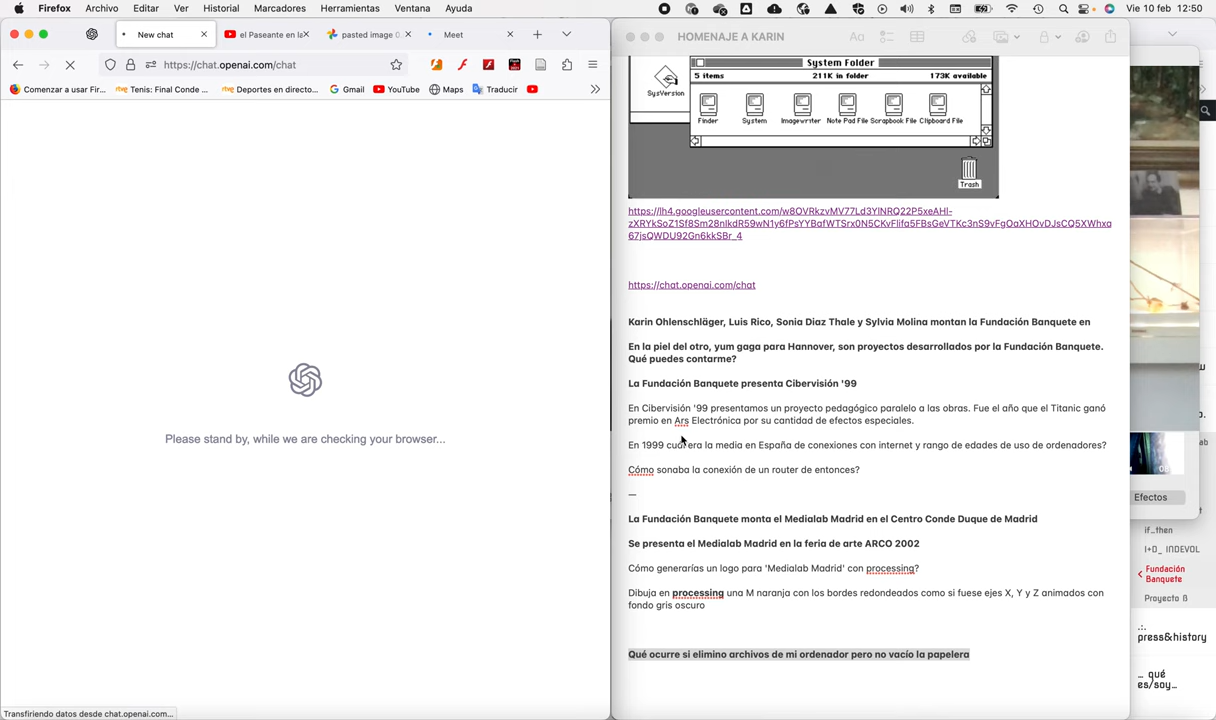 Firefox Archivo Editar Ver Historial Marcadores Herramientas Ventana Ayuda Vie 10 feb 12:50
New chat el Paseante en la pasted image 0. Meet
https://chat.openai.com/chat
Comenzar a usar Fir... Tenis: Final Conde ... Deportes en directo... Gmail YouTube Maps Traducir
Please stand by, while we are checking your browser...
Transfiriendo datos desde chat.openai.com...
HOMENAJE A KARIN
System Folder
5 items 211K in folder 173K available
SysVersion
Finder System Imagewriter Note Pad File Scrapbook File Clipboard File
Trash
https://lh4.googleusercontent.com/w8OVRkzvMV77Ld3YlNRQ22P5xeAHl-
67jsQWDU92Gn6kkSBr_4
https://chat.openai.com/chat
Karin Ohlenschläger, Luis Rico, Sonia Diaz Thale y Sylvia Molina montan la Fundación Banquete en
En la piel del otro, yum gaga para Hannover, son proyectos desarrollados por la Fundación Banquete.
Qué puedes contarme?
La Fundación Banquete presenta Cibervisión '99
En Cibervisión '99 presentamos un proyecto pedagógico paralelo a las obras. Fue el año que el Titanic ganó
premio en Ars Electrónica por su cantidad de efectos especiales.
En 1999 cual era la media en España de conexiones con internet y rango de edades de uso de ordenadores?
Cómo sonaba la conexión de un router de entonces?
—
La Fundación Banquete monta el Medialab Madrid en el Centro Conde Duque de Madrid
Se presenta el Medialab Madrid en la feria de arte ARCO 2002
Cómo generarías un logo para 'Medialab Madrid' con processing?
Dibuja en processing una M naranja con los bordes redondeados como si fuese ejes X, Y y Z animados con
fondo gris oscuro
Qué ocurre si elimino archivos de mi ordenador pero no vacío la papelera
Efectos
if_then
I+D_ INDEVOL
Fundación
Banquete
Proyecto B
.:.
press&history
... qué
es/soy...